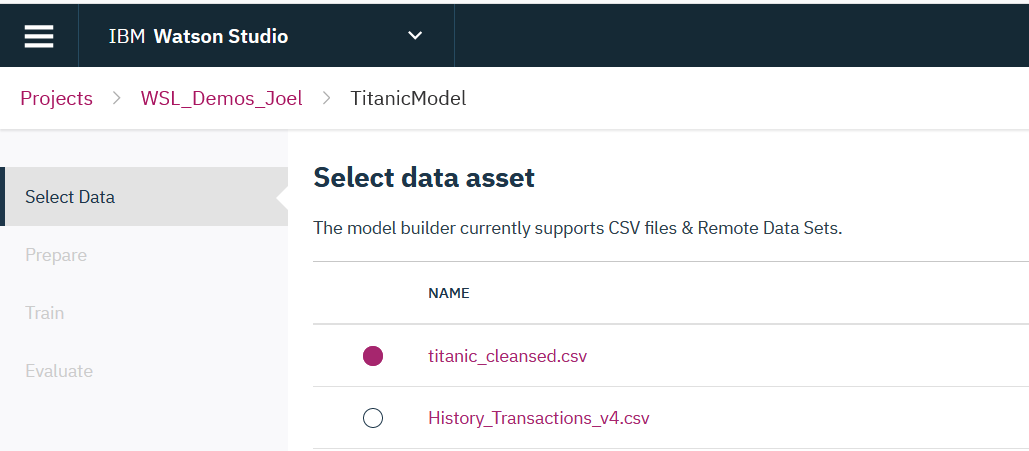 IBM Watson Studio
Projects > WSL_Demos_Joel > TitanicModel
Select Data
Prepare
Train
Evaluate
Select data asset
The model builder currently supports CSV files & Remote Data Sets.
NAME
titanic_cleansed.csv
History_Transactions_v4.csv